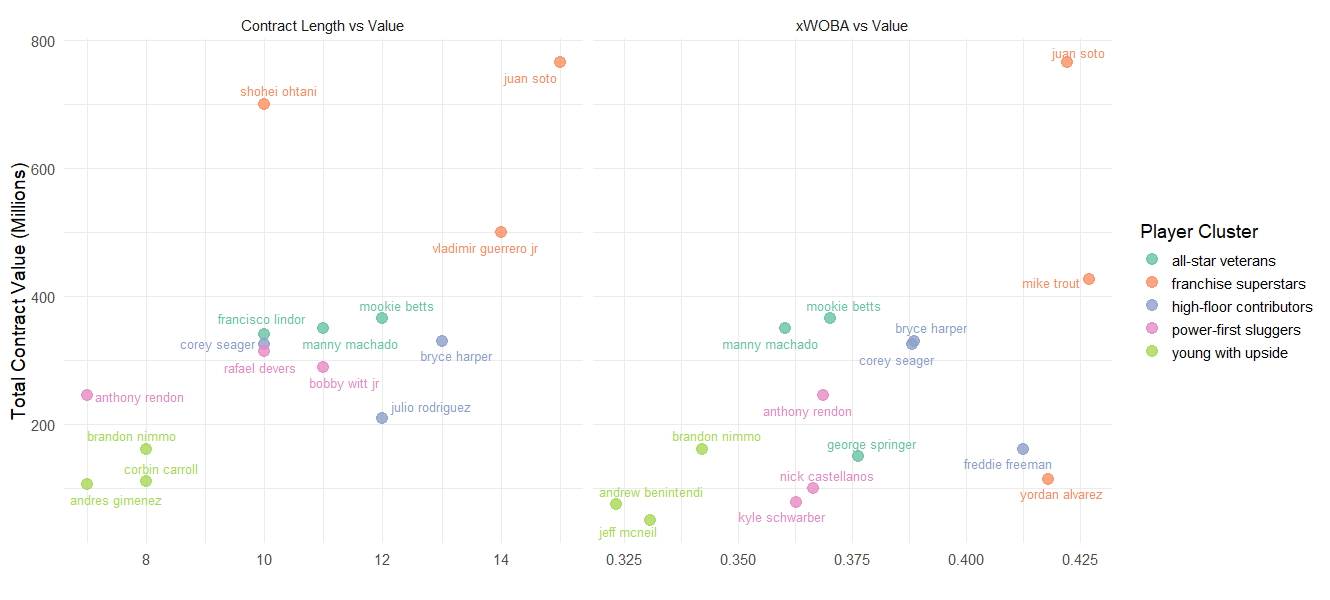 Contract Length vs Value
xWOBA vs Value
Total Contract Value (Millions)
800
600
400
200
juan soto
shohei ohtani
vladimir guerrero jr
mookie betts
francisco lindor
manny machado
corey seager
bryce harper
rafael devers
bobby witt jr
anthony rendon
julio rodriguez
brandon nimmo
corbin carroll
andres gimenez
8
10
12
14
juan soto
mike trout
mookie betts
bryce harper
manny machado
corey seager
anthony rendon
brandon nimmo
george springer
freddie freeman
nick castellanos
andrew benintendi
yordan alvarez
kyle schwarber
jeff mcneil
0.325
0.350
0.375
0.400
0.425
Player Cluster
all-star veterans
franchise superstars
high-floor contributors
power-first sluggers
young with upside